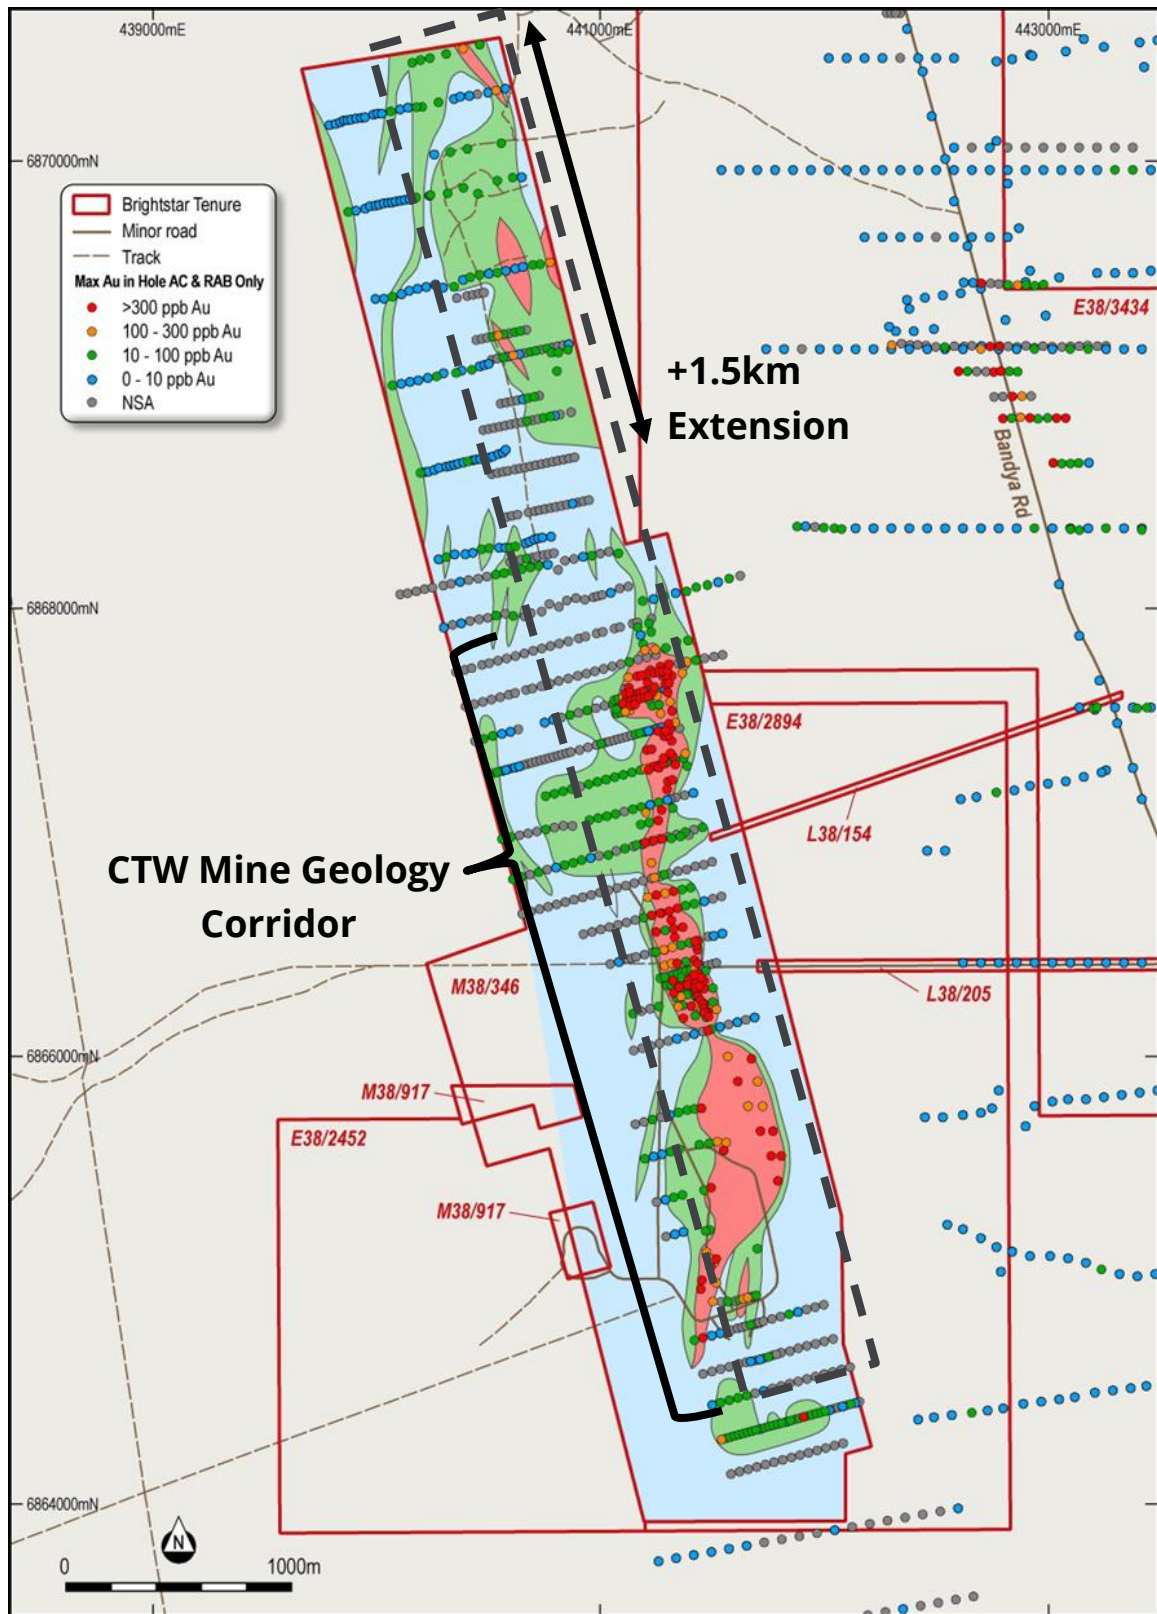 439000mE
441000mE
443000mE
6870000mN
Brightstar Tenure
Minor road
Track
Max Au in Hole AC & RAB Only
>300 ppb Au
100 - 300 ppb Au
10 - 100 ppb Au
0 - 10 ppb Au
NSA
E38/3434
+1.5km
Extension
Bandya Rd
6868000mN
E38/2894
L38/154
CTW Mine Geology
Corridor
M38/346
L38/205
6866000mN
M38/917
E38/2452
M38/917
6864000mN
N
0
1000m